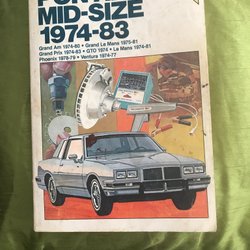 PONTIAC
MID-SIZE
1974-83
Grand Am 1974-80 • Grand Le Mans 1975-81
Grand Prix 1974-83 • GTO 1974 • Le Mans 1974-81
Phoenix 1978-79 • Ventura 1974-77